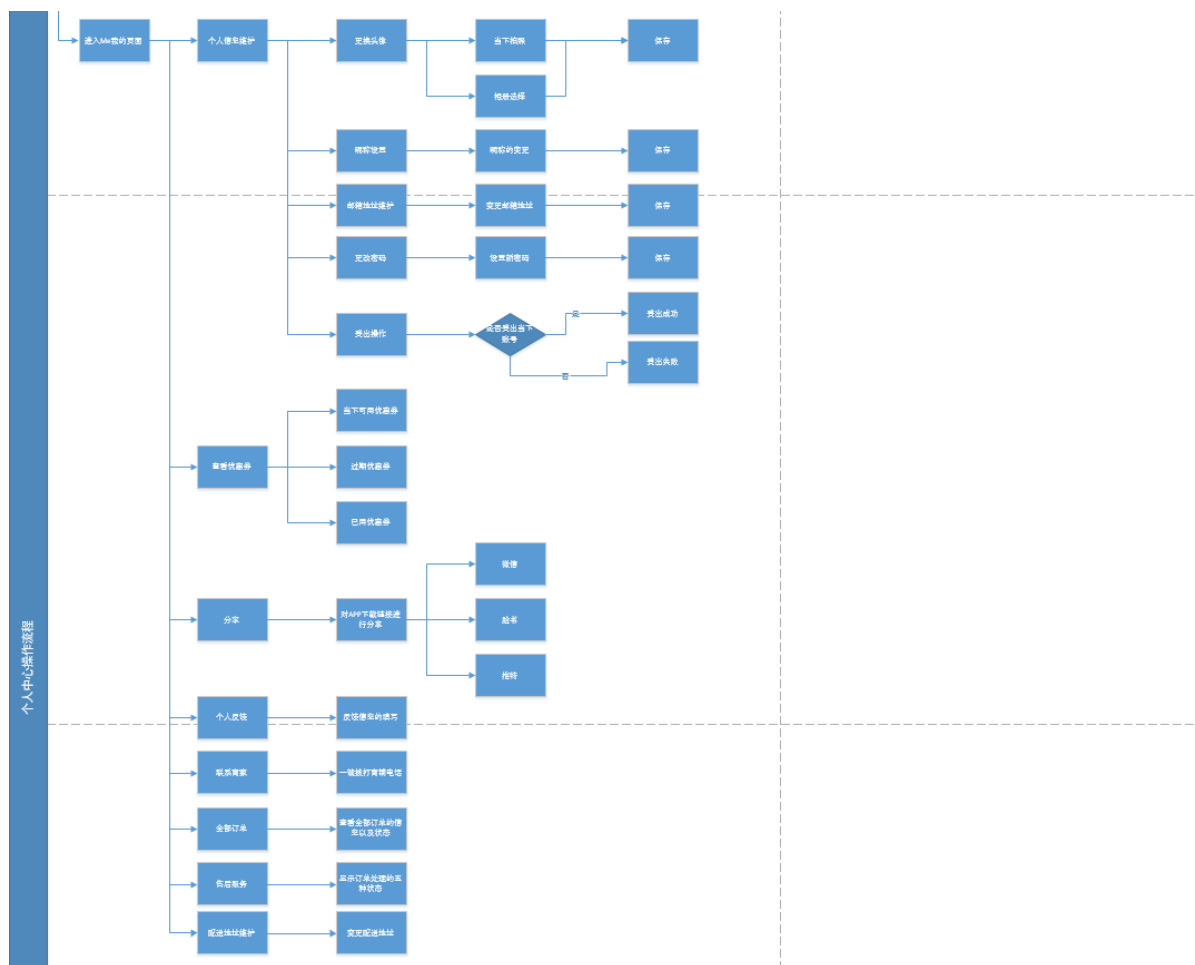 进入Me我的页面
个人信息维护
更换头像
当下拍照
保存
相册选择
昵称设置
昵称的变更
保存
邮箱地址维护
变更邮箱地址
保存
更改密码
设置新密码
保存
登出操作
是否登出当下
账号
是
登出成功
否
登出失败
查看优惠券
当下可用优惠券
过期优惠券
已用优惠券
分享
对APP下载链接进
行分享
微信
脸书
推特
个人中心操作流程
个人反馈
反馈信息的填写
联系商家
一键拨打商铺电话
全部订单
查看全部订单的信
息以及状态
售后服务
显示订单处理的五
种状态
配送地址维护
变更配送地址